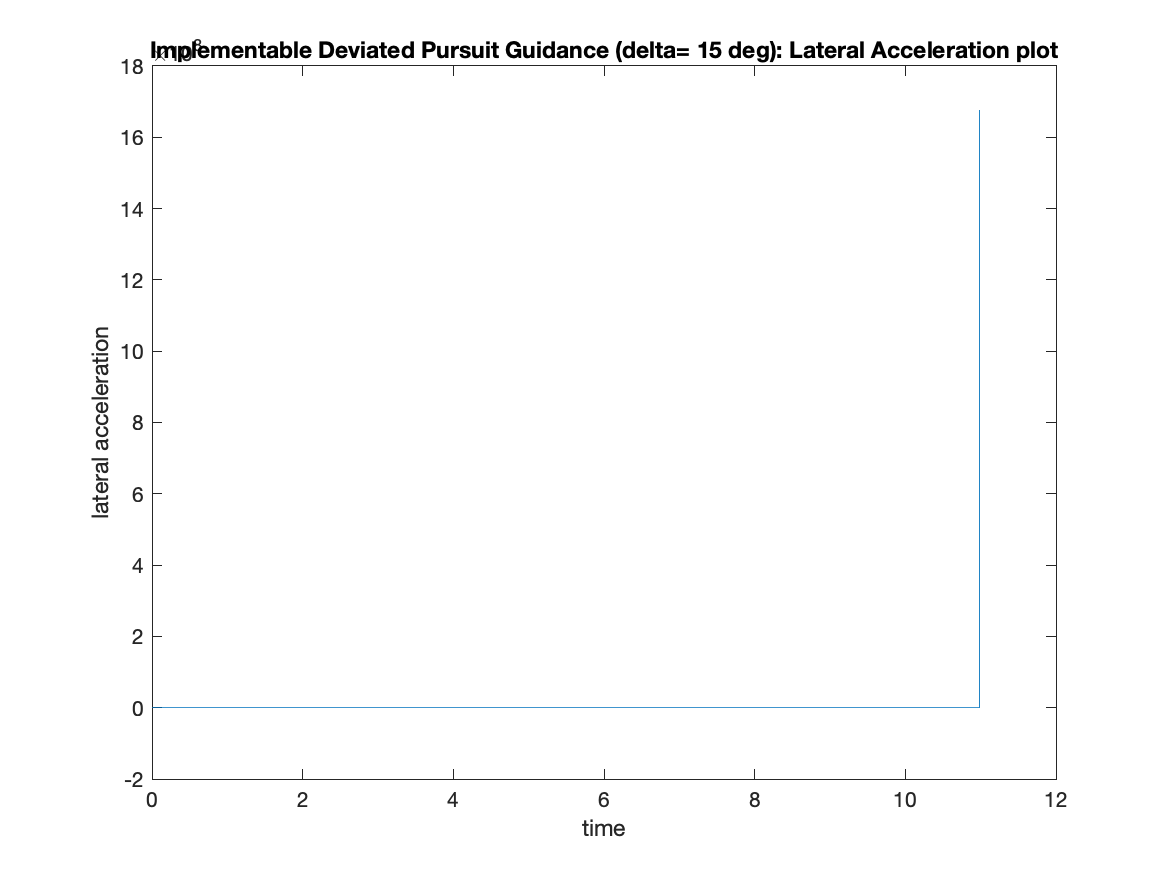 Implementable Deviated Pursuit Guidance (delta= 15 deg): Lateral Acceleration plot
18
16
14
12
10
8
6
4
2
0
-2
lateral acceleration
0 2 4 6 8 10 12
time